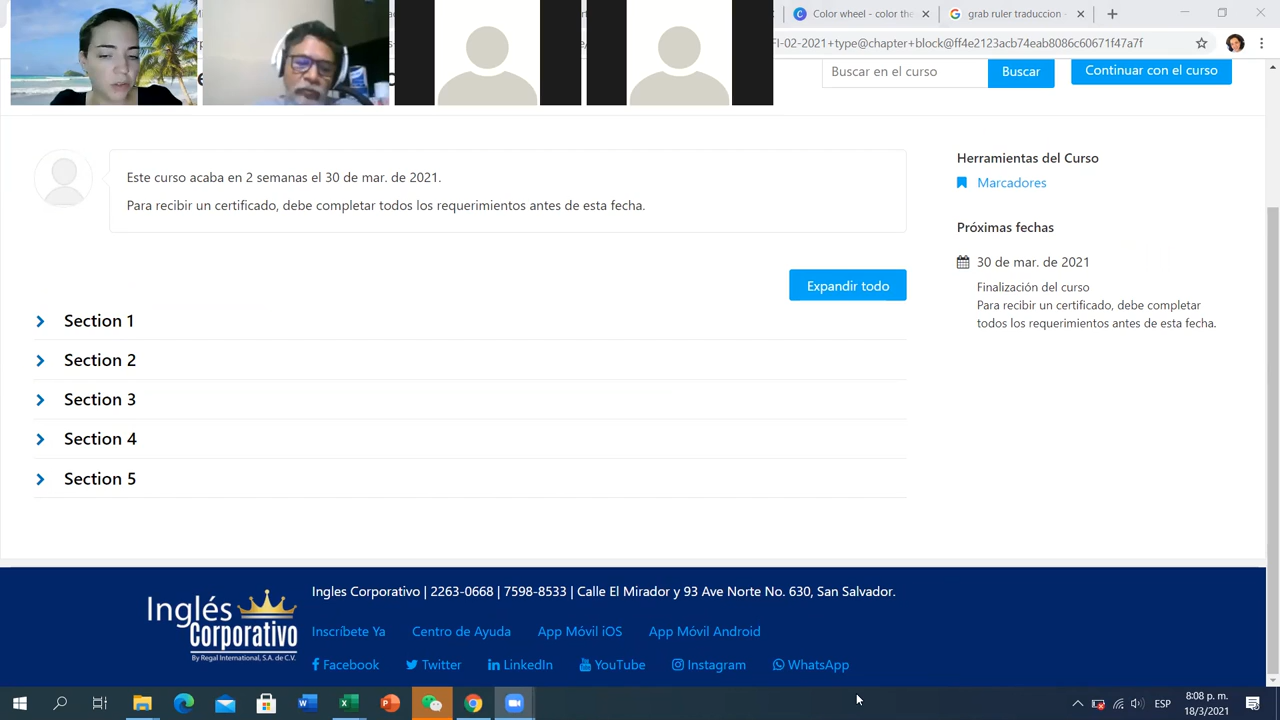 Color wheel - color the
grab ruler traduccion -
FI-02-2021+type@chapter+block@ff4e2123acb74eab8086c60671f47a7f
Buscar en el curso
Buscar
Continuar con el curso
Este curso acaba en 2 semanas el 30 de mar. de 2021.
Para recibir un certificado, debe completar todos los requerimientos antes de esta fecha.
Herramientas del Curso
Marcadores
Próximas fechas
30 de mar. de 2021
Finalización del curso
Para recibir un certificado, debe completar
todos los requerimientos antes de esta fecha.
Expandir todo
Section 1
Section 2
Section 3
Section 4
Section 5
Inglés
Corporativo
By Regal International, S.A. de C.V.
Ingles Corporativo | 2263-0668 | 7598-8533 | Calle El Mirador y 93 Ave Norte No. 630, San Salvador.
Inscríbete Ya Centro de Ayuda App Móvil iOS App Móvil Android
Facebook Twitter LinkedIn YouTube Instagram WhatsApp
ESP
8:08 p. m.
18/3/2021